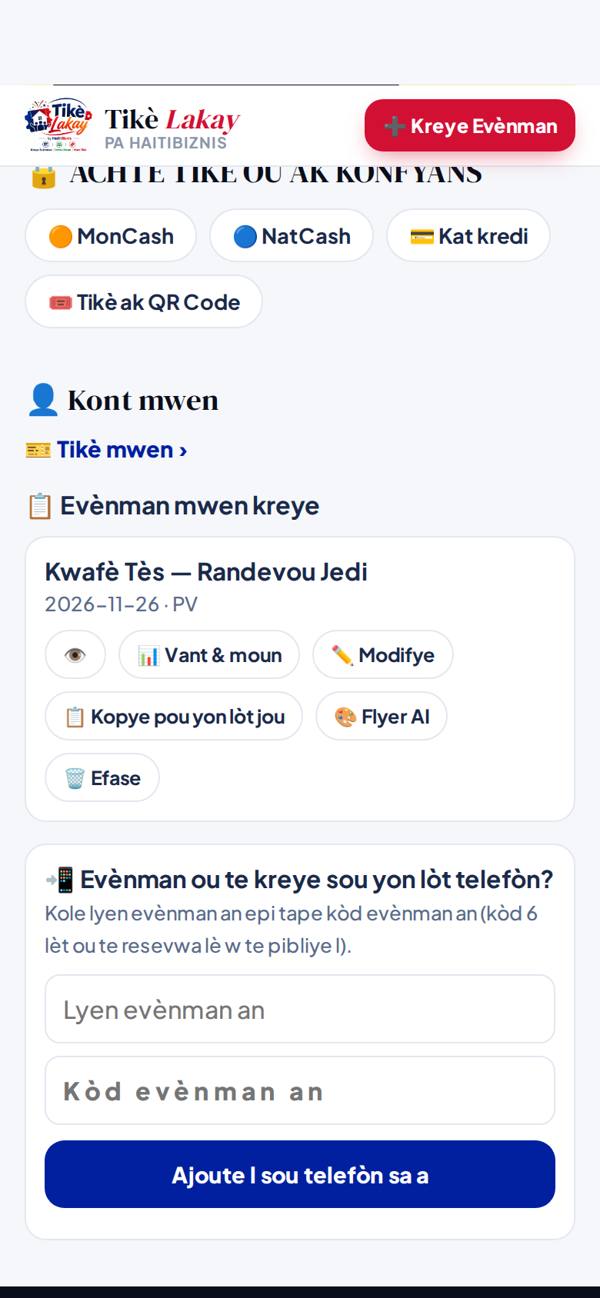 Tikè Lakay
Tikè Lakay
PA HAITIBIZNIS
➕ Kreye Evènman
🔒 ACHTE TIKE OU AK KONFYANS
🟠 MonCash
🔵 NatCash
💳 Kat kredi
🎟️ Tikè ak QR Code
👤 Kont mwen
🎫 Tikè mwen ›
📋 Evènman mwen kreye
Kwafè Tès — Randevou Jedi
2026-11-26 · PV
👁️
📊 Vant & moun
✏️ Modifye
📋 Kopye pou yon lòt jou
🎨 Flyer AI
🗑️ Efase
📲 Evènman ou te kreye sou yon lòt telefòn?
Kole lyen evènman an epi tape kòd evènman an (kòd 6
lèt ou te resevwa lè w te pibliye l).
Lyen evènman an
Kòd evènman an
Ajoute l sou telefòn sa a